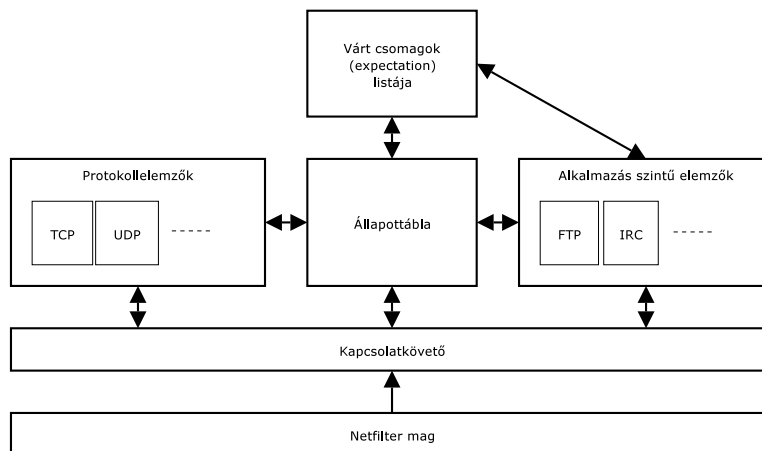 Várt csomagok
(expectation)
listája
Protokollelemzők
TCP
UDP
-----
Állapottábla
Alkalmazás szintű elemzők
FTP
IRC
-----
Kapcsolatkövető
Netfilter mag